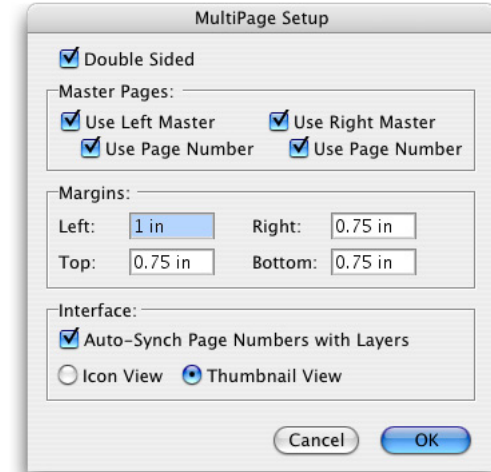 MultiPage Setup
Double Sided
Master Pages:
Use Left Master Use Right Master
Use Page Number Use Page Number
Margins:
Left: 1 in Right: 0.75 in
Top: 0.75 in Bottom: 0.75 in
Interface:
Auto-Synch Page Numbers with Layers
Icon View Thumbnail View
Cancel OK